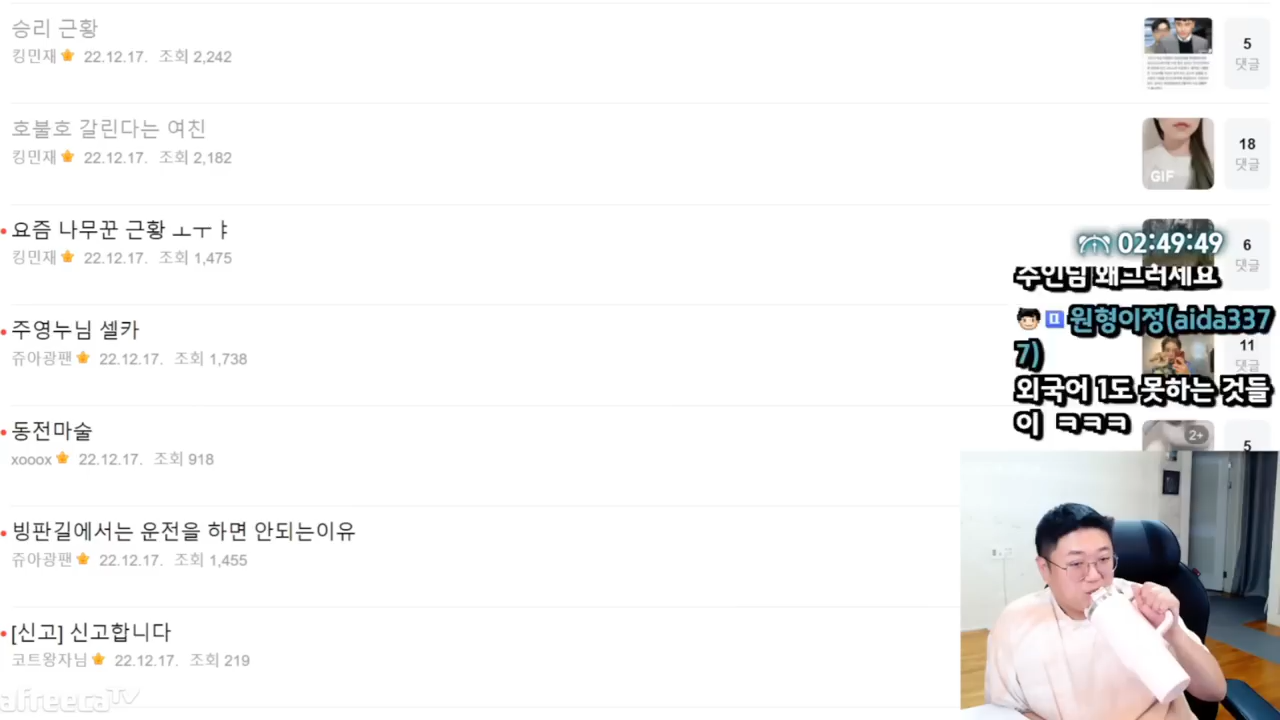 승리 근황
킹민재 22.12.17. 조회 2,242
5
댓글
호불호 갈린다는 여친
킹민재 22.12.17. 조회 2,182
GIF
18
댓글
요즘 나무꾼 근황 ㅗㅜㅑ
킹민재 22.12.17. 조회 1,475
02:49:49
6
댓글
주인님 왜그러세요
원형이정(aida3377)
외국어 1도 못하는 것들
이 ㅋㅋㅋ
주영누님 셀카
쥬아광팬 22.12.17. 조회 1,738
11
댓글
동전마술
xooox 22.12.17. 조회 918
2+
5
빙판길에서는 운전을 하면 안되는이유
쥬아광팬 22.12.17. 조회 1,455
[신고] 신고합니다
코트왕자님 22.12.17. 조회 219
afreecaTV